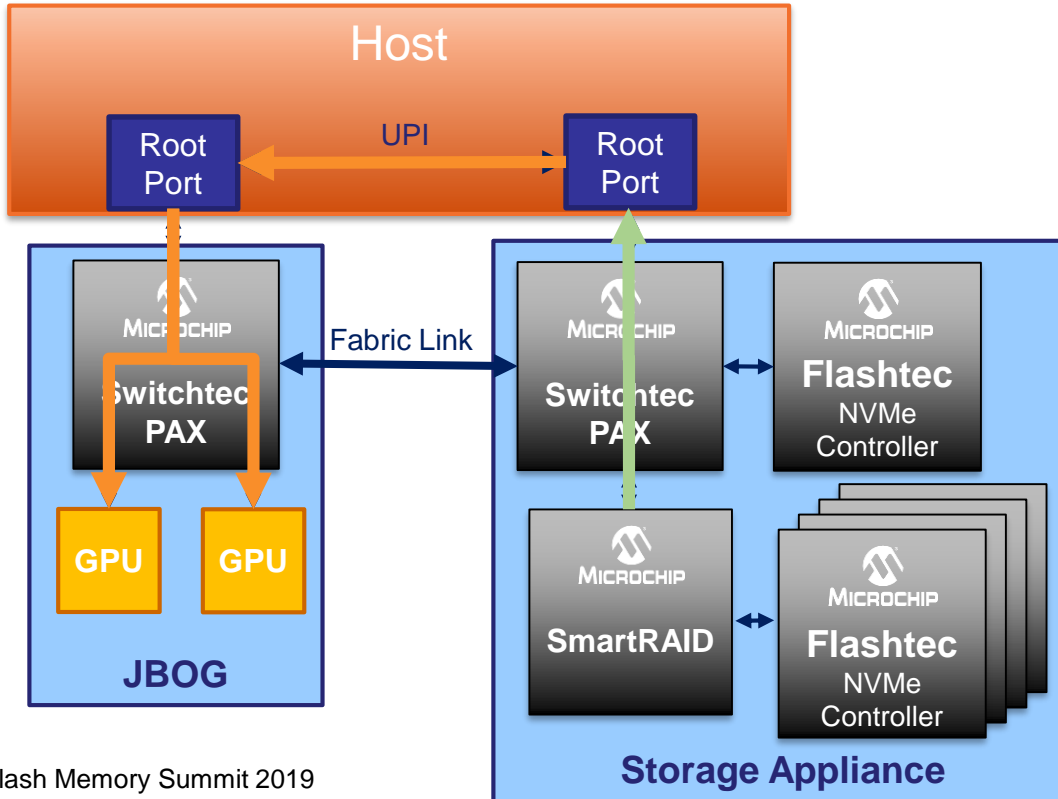 Host
UPI
Root
Port
Root
Port
MICROCHIP
Switchtec
PAX
Fabric Link
MICROCHIP
Switchtec
PAX
MICROCHIP
Flashtec
NVMe
Controller
GPU
GPU
JBOG
MICROCHIP
SmartRAID
MICROCHIP
Flashtec
NVMe
Controller
Storage Appliance
lash Memory Summit 2019